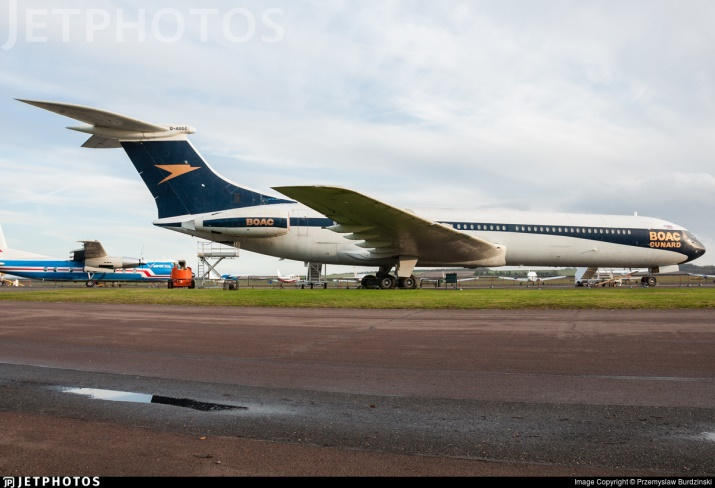 JETPHOTOS
BOAC
BOAC
CUNARD
JETPHOTOS
Image Copyright © Przemyslaw Burdzinski